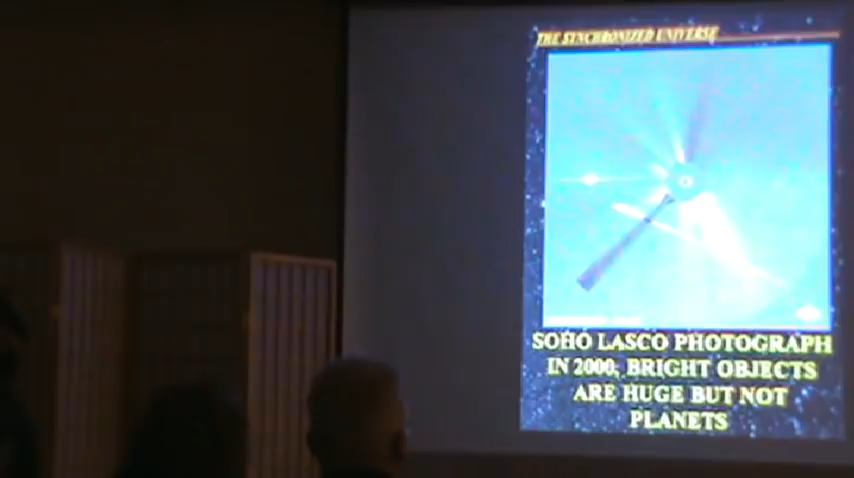 THE SYNCHRONIZED UNIVERSE
SOHO LASCO PHOTOGRAPH
IN 2000, BRIGHT OBJECTS
ARE HUGE BUT NOT
PLANETS